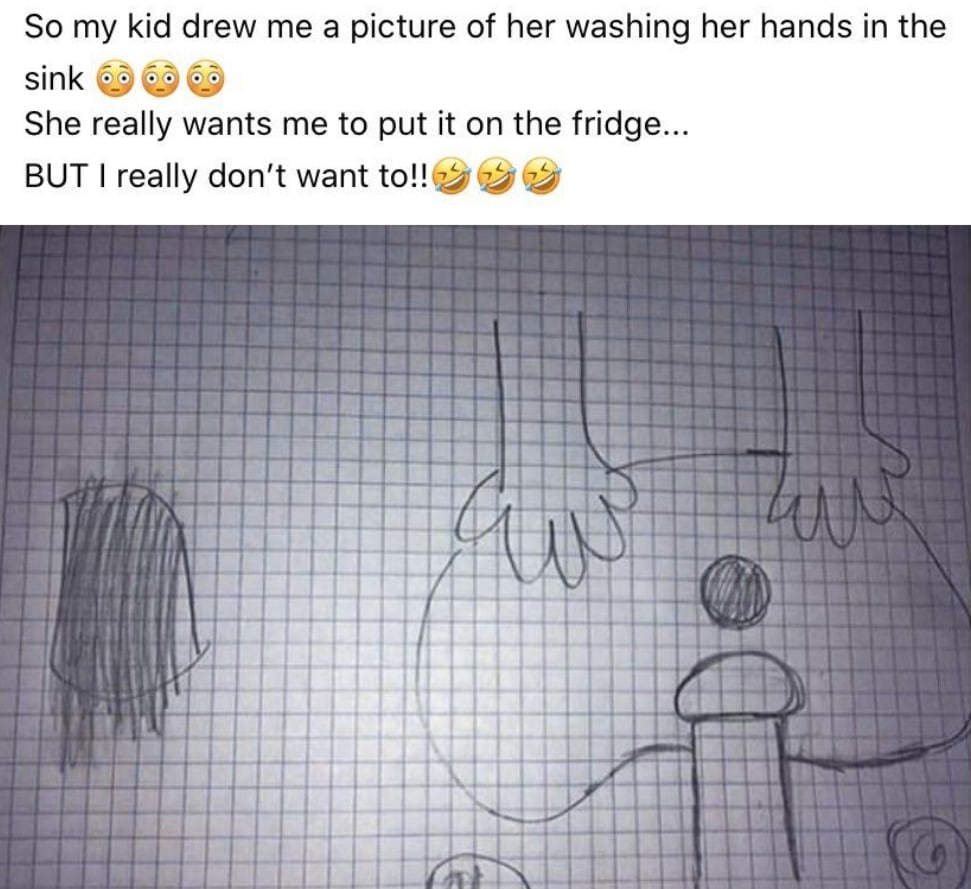 So my kid drew me a picture of her washing her hands in the
sink 😳😳😳
She really wants me to put it on the fridge...
BUT I really don’t want to!!🤣🤣🤣